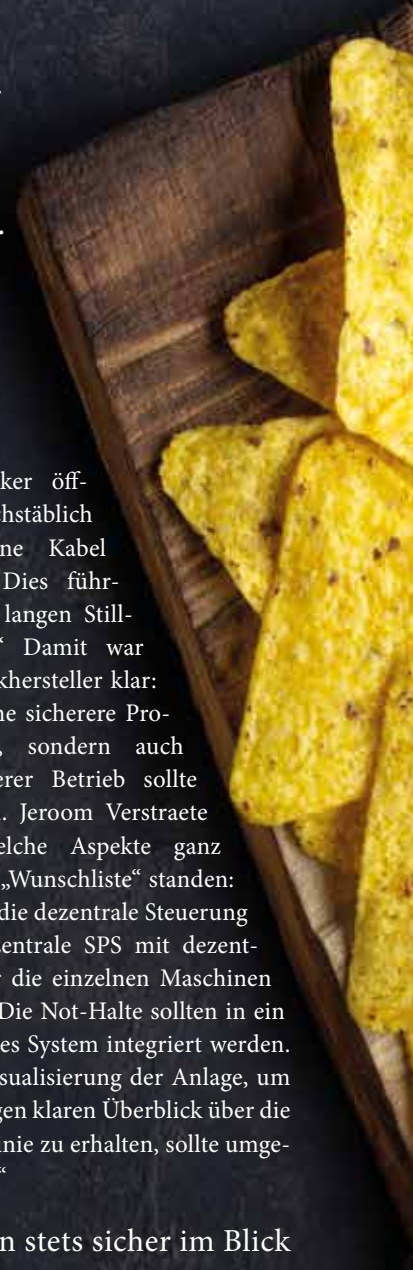 .
.
ker öff-
chstäblich
ne Kabel
Dies führ-
langen Still-
“ Damit war
khersteller klar:
ne sicherere Pro-
, sondern auch
erer Betrieb sollte
. Jeroom Verstraete
elche Aspekte ganz
„Wunschliste“ standen:
die dezentrale Steuerung
entrale SPS mit dezent-
r die einzelnen Maschinen
Die Not-Halte sollten in ein
es System integriert werden.
sualisierung der Anlage, um
gen klaren Überblick über die
inie zu erhalten, sollte umge-
“
n stets sicher im Blick